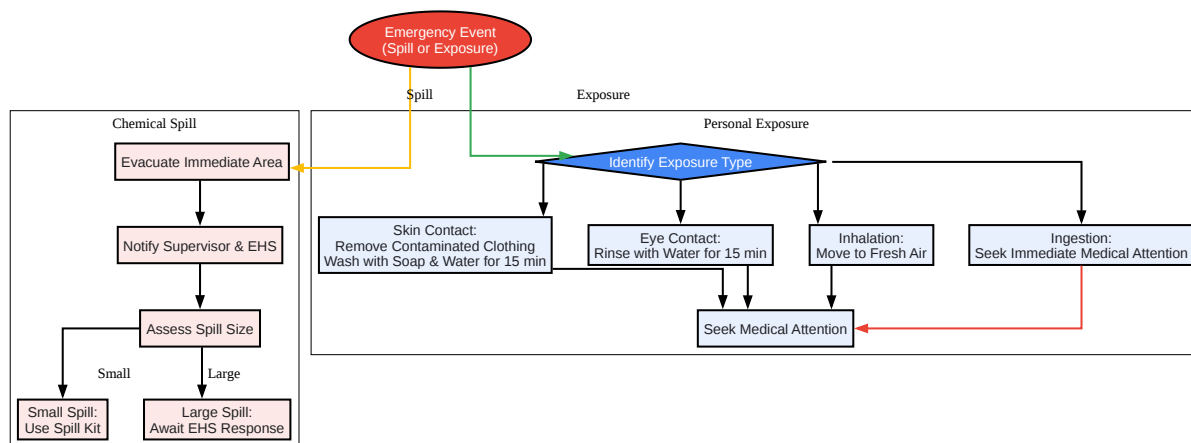 Emergency Event
(Spill or Exposure)
Spill
Exposure
Chemical Spill
Evacuate Immediate Area
Notify Supervisor & EHS
Assess Spill Size
Small
Large
Small Spill:
Use Spill Kit
Large Spill:
Await EHS Response
Personal Exposure
Identify Exposure Type
Skin Contact:
Remove Contaminated Clothing
Wash with Soap & Water for 15 min
Eye Contact:
Rinse with Water for 15 min
Inhalation:
Move to Fresh Air
Ingestion:
Seek Immediate Medical Attention
Seek Medical Attention